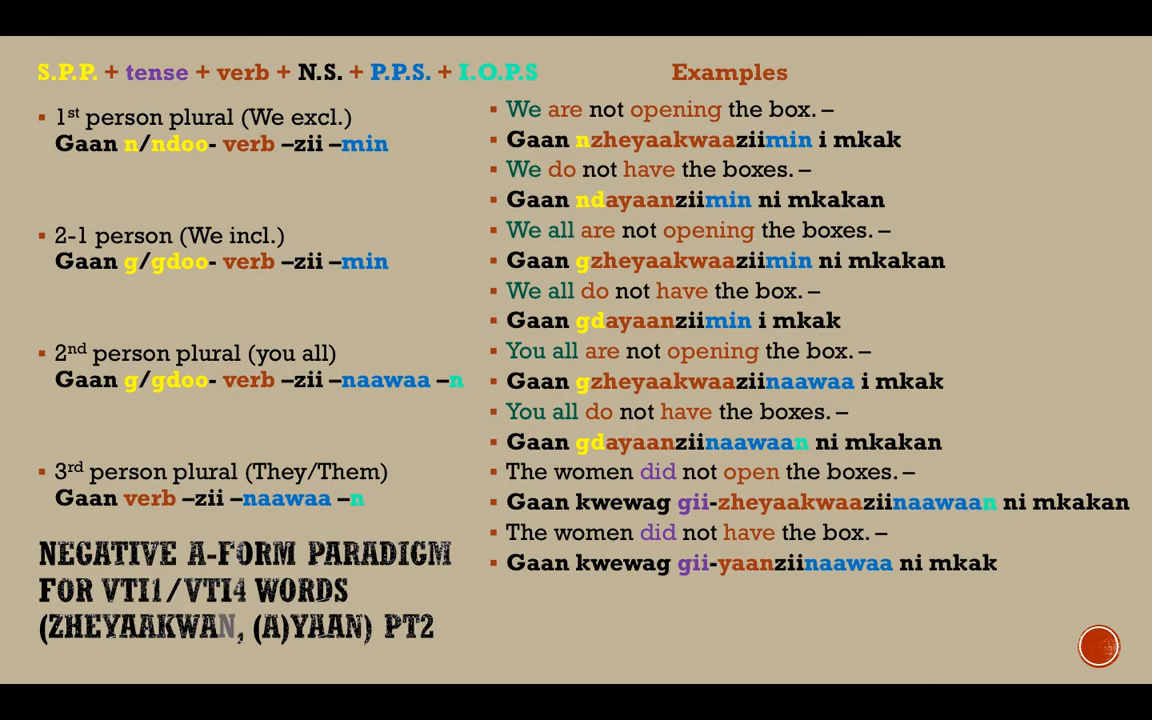 S.P.P. + tense + verb + N.S. + P.P.S. + I.O.P.S
▪ 1st person plural (We excl.)
Gaan n/ndoo- verb –zii –min
▪ 2-1 person (We incl.)
Gaan g/gdoo- verb –zii –min
▪ 2nd person plural (you all)
Gaan g/gdoo- verb –zii –naawaa –n
▪ 3rd person plural (They/Them)
Gaan verb –zii –naawaa –n
NEGATIVE A-FORM PARADIGM
FOR VTI1/VTI4 WORDS
(ZHEYAAKWAN, (A)YAAN) PT2
Examples
▪ We are not opening the box. –
▪ Gaan nzheyaakwaaziimin i mkak
▪ We do not have the boxes. –
▪ Gaan ndayaanziimin ni mkakan
▪ We all are not opening the boxes. –
▪ Gaan gzheyaakwaaziimin ni mkakan
▪ We all do not have the box. –
▪ Gaan gdayaanziimin i mkak
▪ You all are not opening the box. –
▪ Gaan gzheyaakwaaziinaawaa i mkak
▪ You all do not have the boxes. –
▪ Gaan gdayaanziinaawaan ni mkakan
▪ The women did not open the boxes. –
▪ Gaan kwewag gii-zheyaakwaaziinaawaan ni mkakan
▪ The women did not have the box. –
▪ Gaan kwewag gii-yaanziinaawaa ni mkak